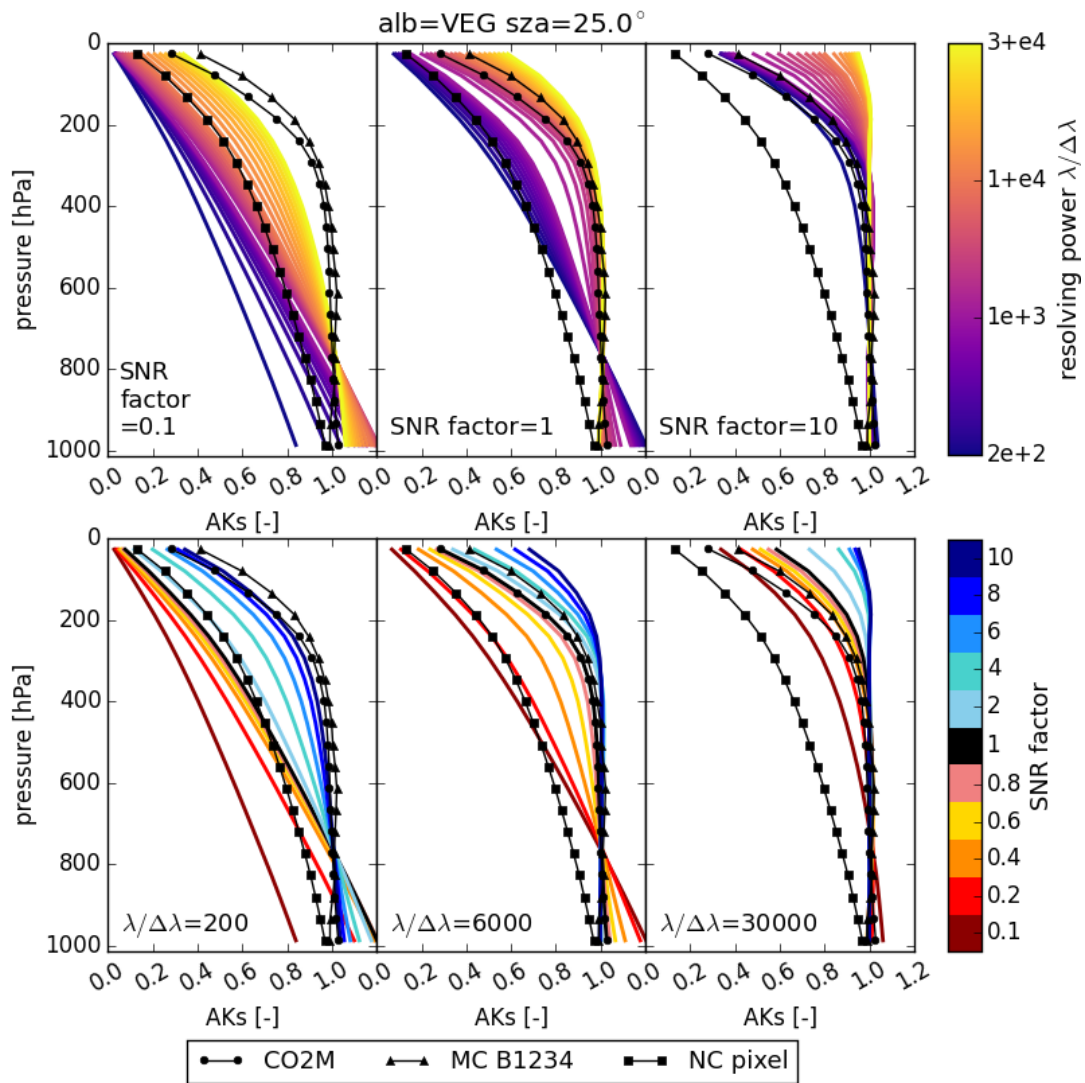 alb=VEG sza=25.0°
0
200
400
600
800
1000
pressure [hPa]
SNR
factor
=0.1
SNR factor=1
SNR factor=10
0.0 0.2 0.4 0.6 0.8 1.0
0.0 0.2 0.4 0.6 0.8 1.0
0.0 0.2 0.4 0.6 0.8 1.0 1.2
AKs [-]
AKs [-]
AKs [-]
3+e4
1+e4
1e+3
2e+2
resolving power λ/Δλ
0
200
400
600
800
1000
pressure [hPa]
λ/Δλ=200
λ/Δλ=6000
λ/Δλ=30000
0.0 0.2 0.4 0.6 0.8 1.0
0.0 0.2 0.4 0.6 0.8 1.0
0.0 0.2 0.4 0.6 0.8 1.0 1.2
AKs [-]
AKs [-]
AKs [-]
10
8
6
4
2
1
0.8
0.6
0.4
0.2
0.1
SNR factor
CO2M MC B1234 NC pixel